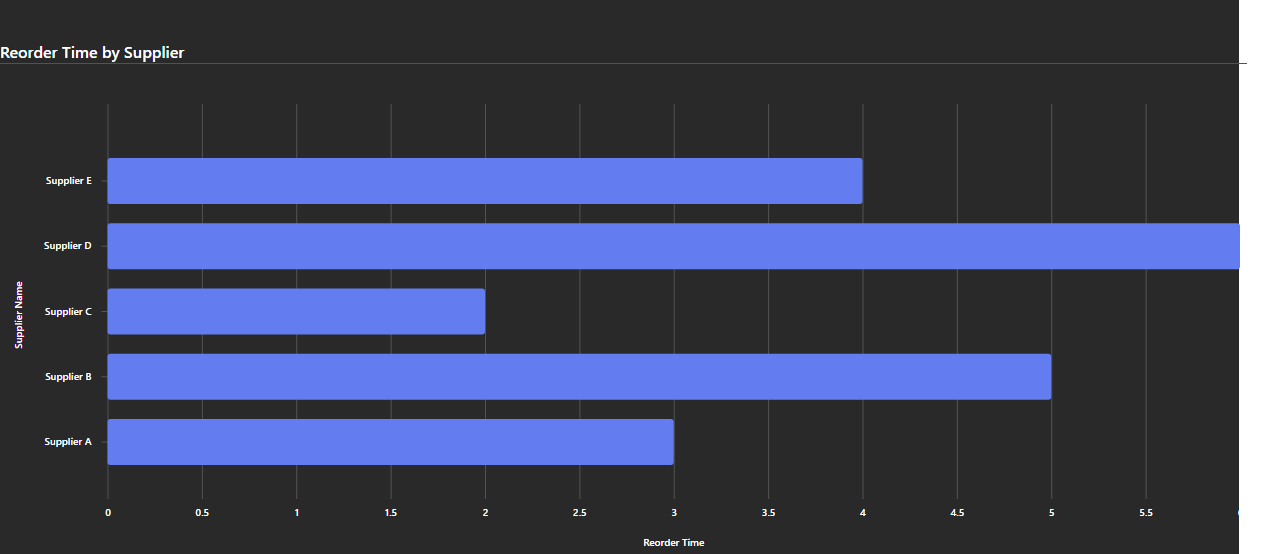 Reorder Time by Supplier
Supplier Name
Supplier E
Supplier D
Supplier C
Supplier B
Supplier A
0 0.5 1 1.5 2 2.5 3 3.5 4 4.5 5 5.5
Reorder Time